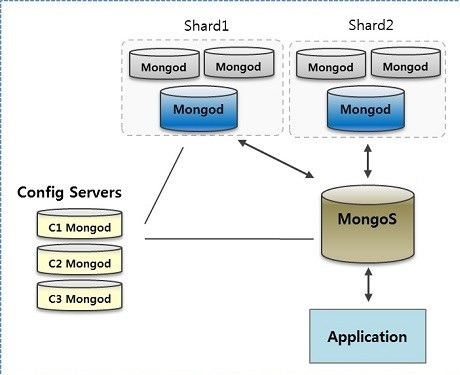 Shard1
Shard2
Mongod
Mongod
Mongod
Mongod
Mongod
Mongod
Config Servers
C1 Mongod
C2 Mongod
C3 Mongod
MongoS
Application